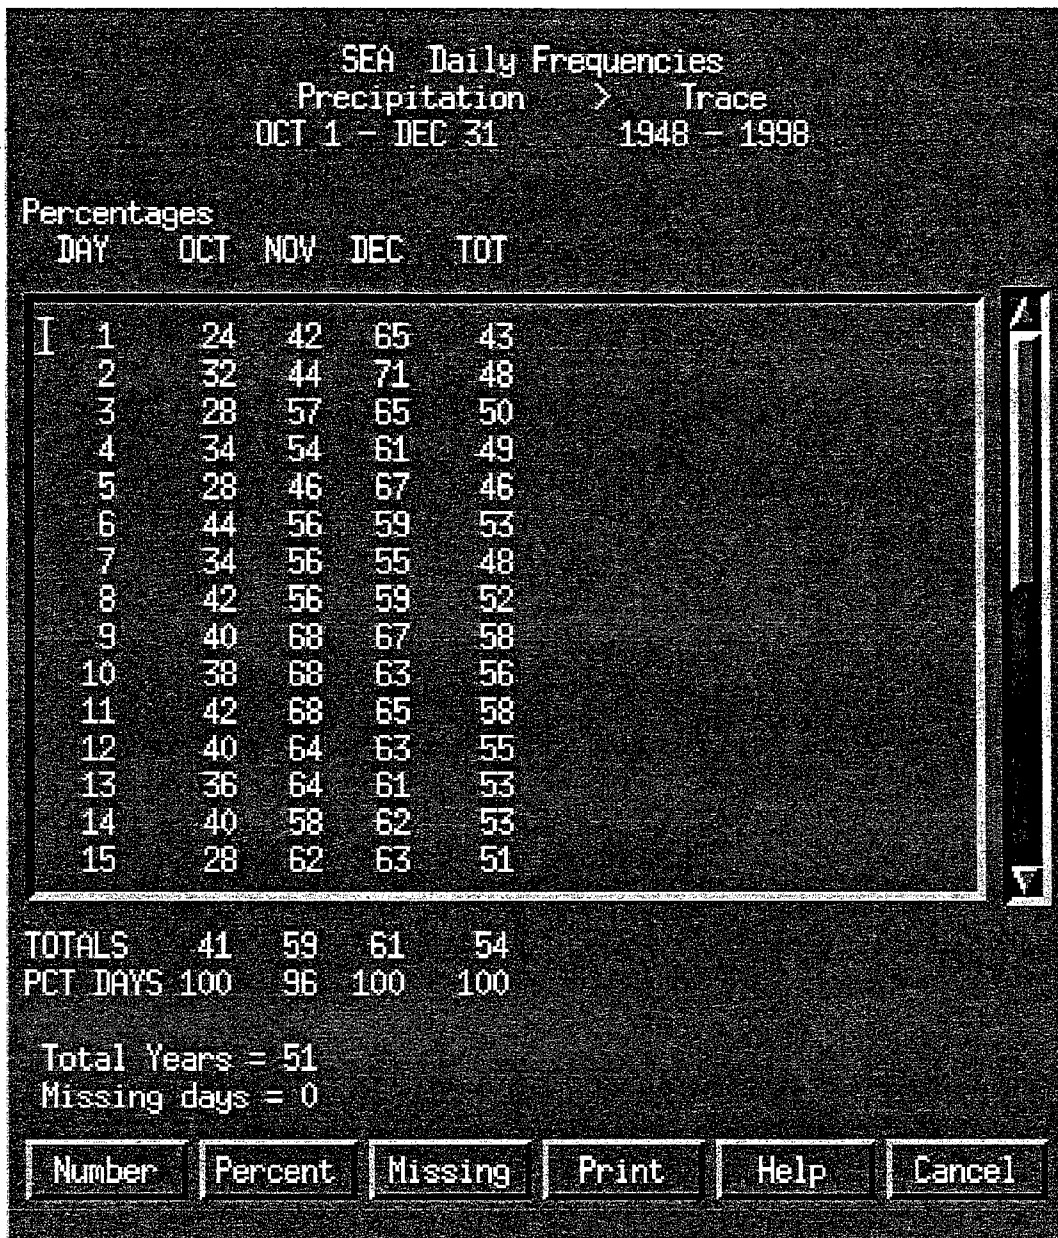 SEA Daily Frequencies
Precipitation > Trace
OCT 1 - DEC 31 1948 - 1998
Percentages
DAY OCT NOV DEC TOT
1 24 42 65 43
2 32 44 71 48
3 28 57 65 50
4 34 54 61 49
5 28 46 67 46
6 44 56 59 53
7 34 56 55 48
8 42 56 59 52
9 40 68 67 58
10 38 68 63 56
11 42 68 65 58
12 40 64 63 55
13 36 64 61 53
14 40 58 62 53
15 28 62 63 51
TOTALS 41 59 61 54
PCT DAYS 100 96 100 100
Total Years = 51
Missing days = 0
Number Percent Missing Print Help Cancel